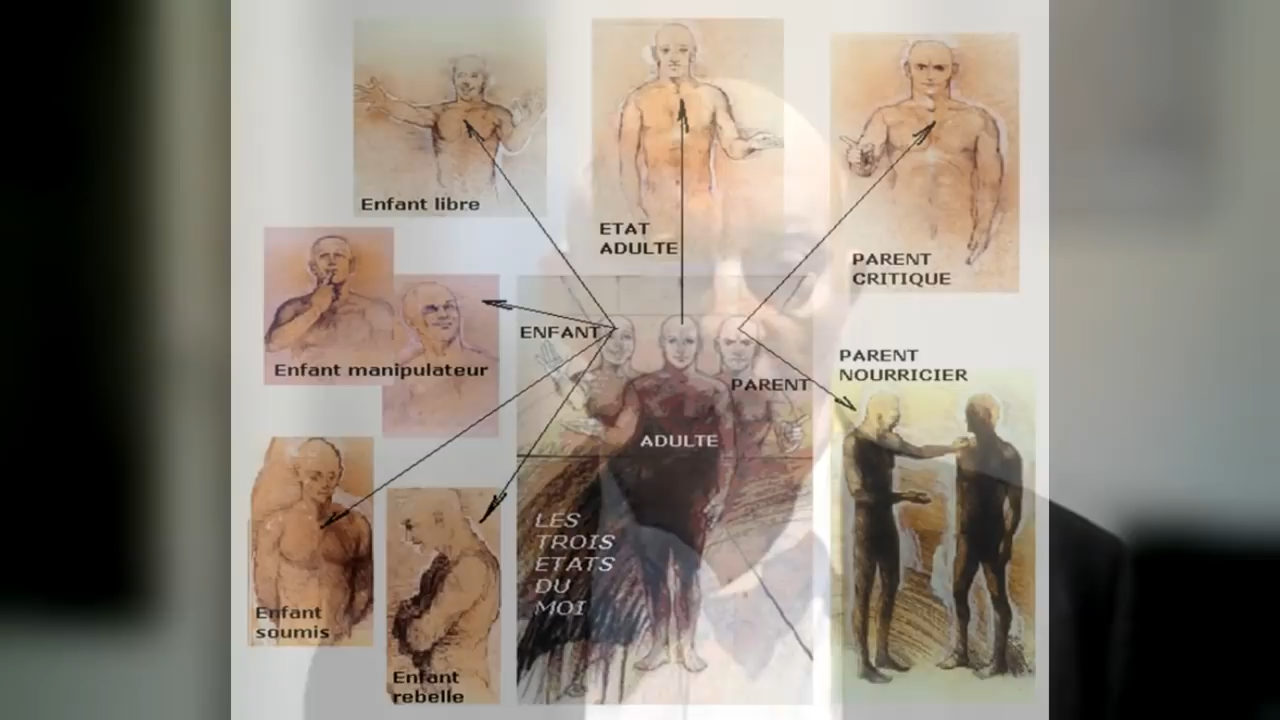 Enfant libre
ETAT
ADULTE
PARENT
CRITIQUE
Enfant manipulateur
ENFANT
PARENT
ADULTE
PARENT
NOURRICIER
Enfant
soumis
Enfant
rebelle
LES
TROIS
ETATS
DU
MOI